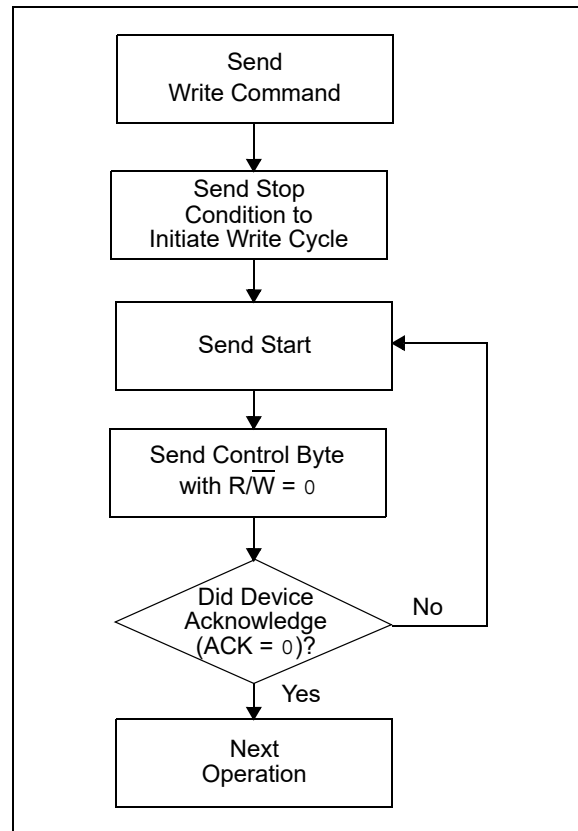 Send
Write Command
Send Stop
Condition to
Initiate Write Cycle
Send Start
Send Control Byte
with R/W̅ = 0
Did Device
Acknowledge
(ACK = 0)?
No
Yes
Next
Operation